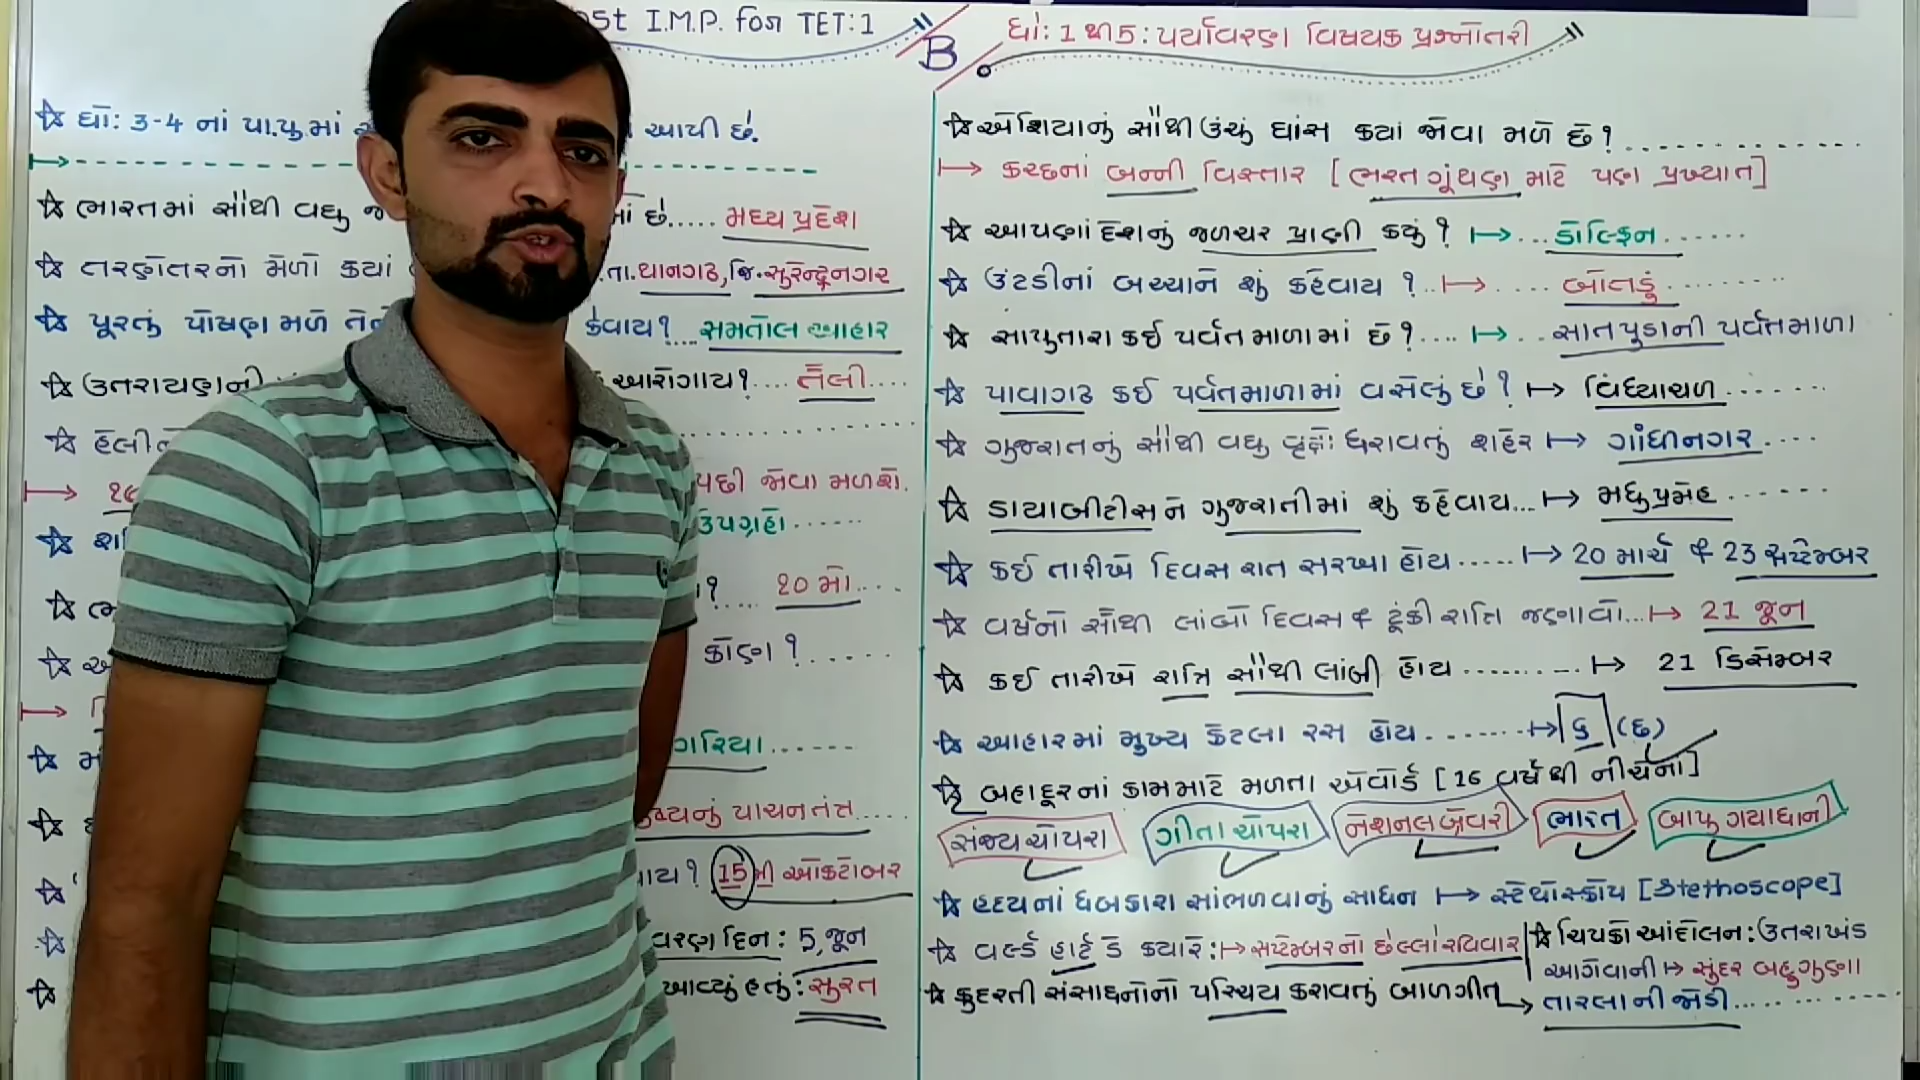 st I.M.P. for TET:1
B
ધો: 1 થી 5: પર્યાવરણ વિષયક પ્રશ્નોતરી
☆ ધો: 3-4 નાં પા.પુ.માં આપી છે.
☆ ભારતમાં સૌથી વધુ માં છે..... મધ્ય પ્રદેશ
☆ તરણેતરનો મેળો કયાં તા.થાનગઢ, જિ.સુરેન્દ્રનગર
☆ પૂરતું પોષણ મળે તેને કેવાય?.... સમતોલ આહાર
☆ ઉતરાયણની આરોગાય?.... તેલી....
☆ હેલીને
પછી જોવા મળશે.
ઉપગ્રહો......
?.... ૨૦ મો...
કોણ ?.....
ગરિયા......
નું પાચનતંત્ર....
ાય? 15 મી ઓકટોબર
વરણ દિન: 5, જૂન
આવ્યું હતું: સુરત
☆ એશિયાનું સૌથી ઉંચું ઘાંસ કયાં જોવા મળે છે ?..............
↦ કચ્છનાં બન્ની વિસ્તાર [ભરત ગૂંથણ માટે પણ પ્રખ્યાત]
☆ આપણાં દેશનું જળચર પ્રાણી કયું ? ↦... ડોલ્ફિન......
☆ ઉંટડીનાં બચ્ચાને શું કહેવાય ?..↦..... બોતડું........
☆ સાપુતારા કઈ પર્વતમાળામાં છે ?.... ↦.. સાતપુડાની પર્વતમાળા
☆ પાવાગઢ કઈ પર્વતમાળામાં વસેલું છે ? ↦ વિંધ્યાચળ.......
☆ ગુજરાતનું સૌથી વધુ વૃક્ષો ધરાવતું શહેર ↦ ગાંધીનગર....
☆ ડાયાબીટીસને ગુજરાતીમાં શું કહેવાય...↦ મધુપ્રમેહ......
☆ કઈ તારીખે દિવસ રાત સરખા હોય.....↦ 20 માર્ચ & 23 સપ્ટેમ્બર
☆ વર્ષનો સૌથી લાંબો દિવસ & ટૂંકી રાત્રિ જણાવો...↦ 21 જૂન
☆ કઈ તારીખે રાત્રિ સૌથી લાંબી હોય .......... ↦ 21 ડિસેમ્બર
☆ આહારમાં મુખ્ય કેટલા રસ હોય.......↦ ૬ (છ)
☆ બહાદૂરનાં કામ માટે મળતા એવોર્ડ [16 વર્ષથી નીચેના]
સંજય ચોપરા ગીતા ચોપરા નેશનલ બ્રેવરી ભારત બાપુ ગયાધાની
☆ હૃદયનાં ધબકારા સાંભળવાનું સાધન ↦ સ્ટેથોસ્કોપ [Stethoscope]
☆ વર્લ્ડ હાર્ટ ડે કયારે:↦ સપ્ટેમ્બરનો છેલ્લો રવિવાર
☆ ચિપકો આંદોલન: ઉતરાખંડ
આગેવાની ↦ સુંદર બહુગુણા
☆ કુદરતી સંસાધનોનો પરિચય કરાવતું બાળગીત → તારલાની જોડી..........